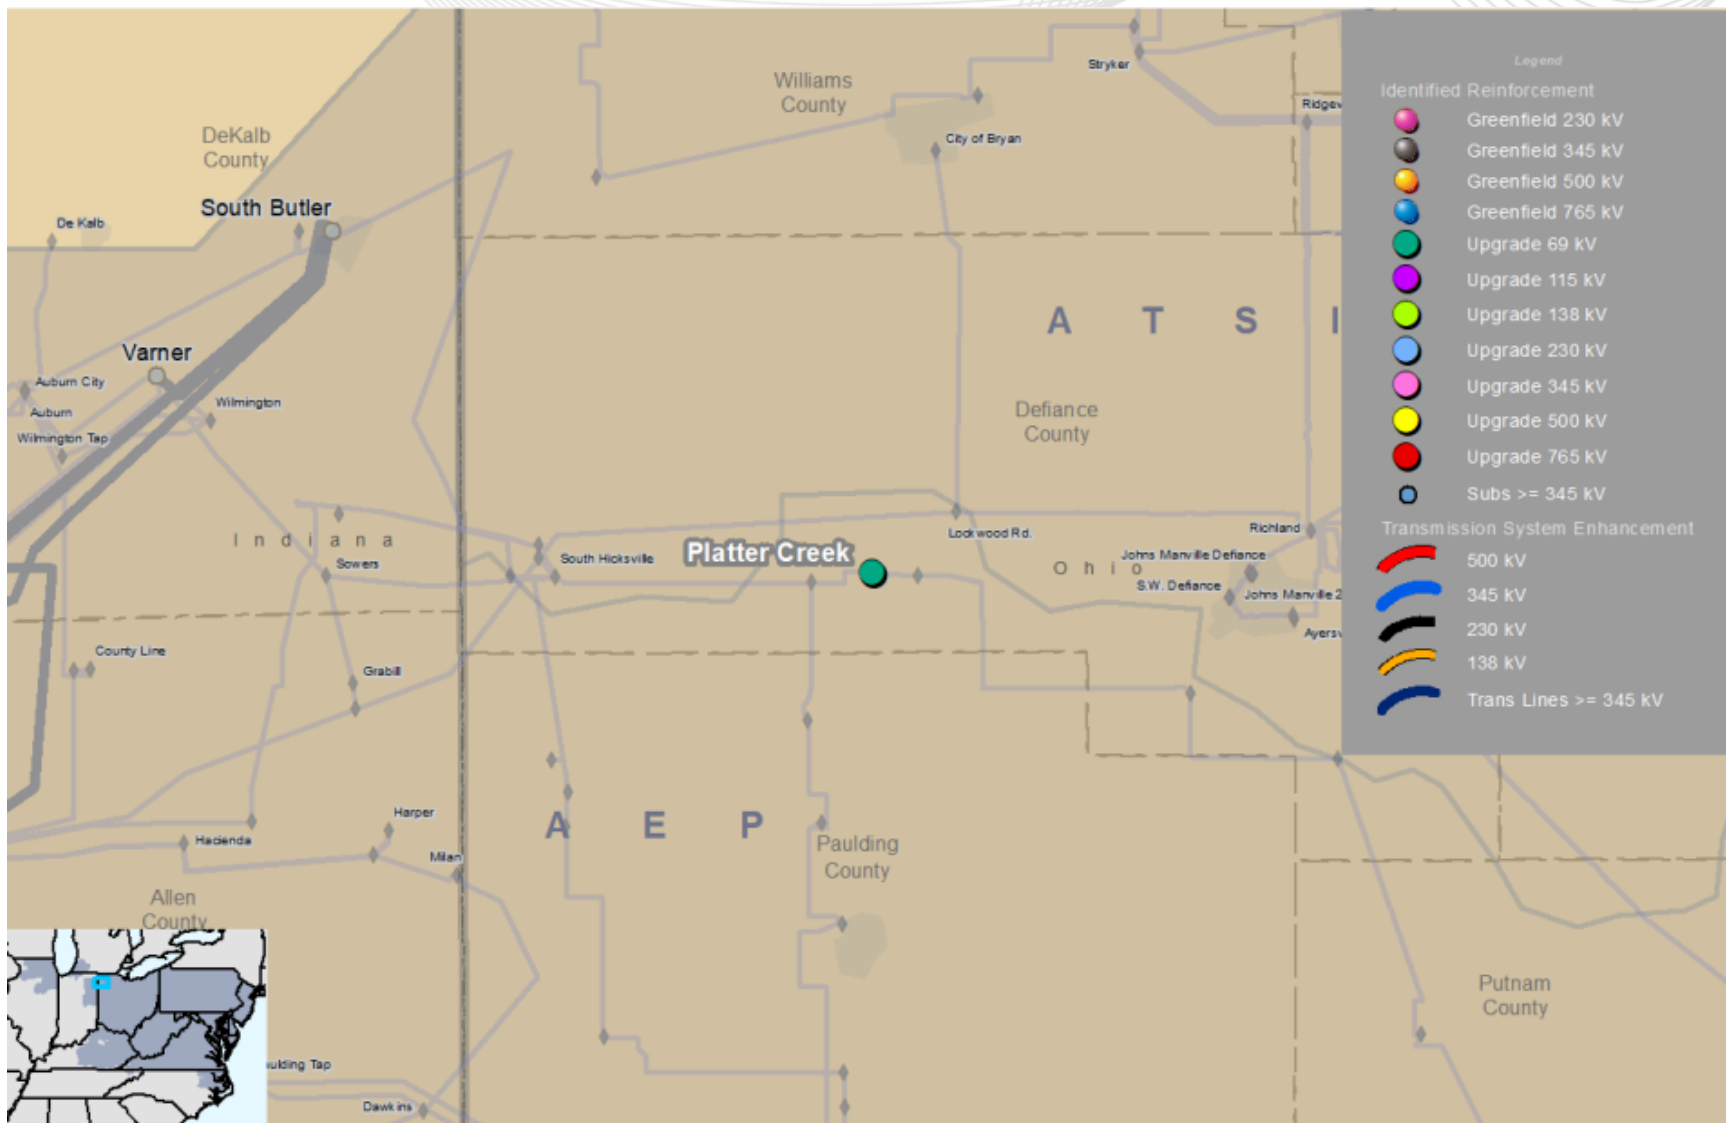 Williams
County
Stryker
Ridgev
City of Bryan
DeKalb
County
South Butler
De Kalb
A T S I
Varner
Auburn City
Auburn
Wilmington
Wilmington Tap
Defiance
County
Indiana
Sowers
South Hicksville
Platter Creek
Lockwood Rd.
Richland
Johns Manville Defiance
Ohio
S.W. Defiance
Johns Manville 2
Ayersv
County Line
Grabill
Harper
Hacienda
Milan
A E P
Paulding
County
Allen
County
Putnam
County
aulding Tap
Dawkins
Legend
Identified Reinforcement
Greenfield 230 kV
Greenfield 345 kV
Greenfield 500 kV
Greenfield 765 kV
Upgrade 69 kV
Upgrade 115 kV
Upgrade 138 kV
Upgrade 230 kV
Upgrade 345 kV
Upgrade 500 kV
Upgrade 765 kV
Subs >= 345 kV
Transmission System Enhancement
500 kV
345 kV
230 kV
138 kV
Trans Lines >= 345 kV